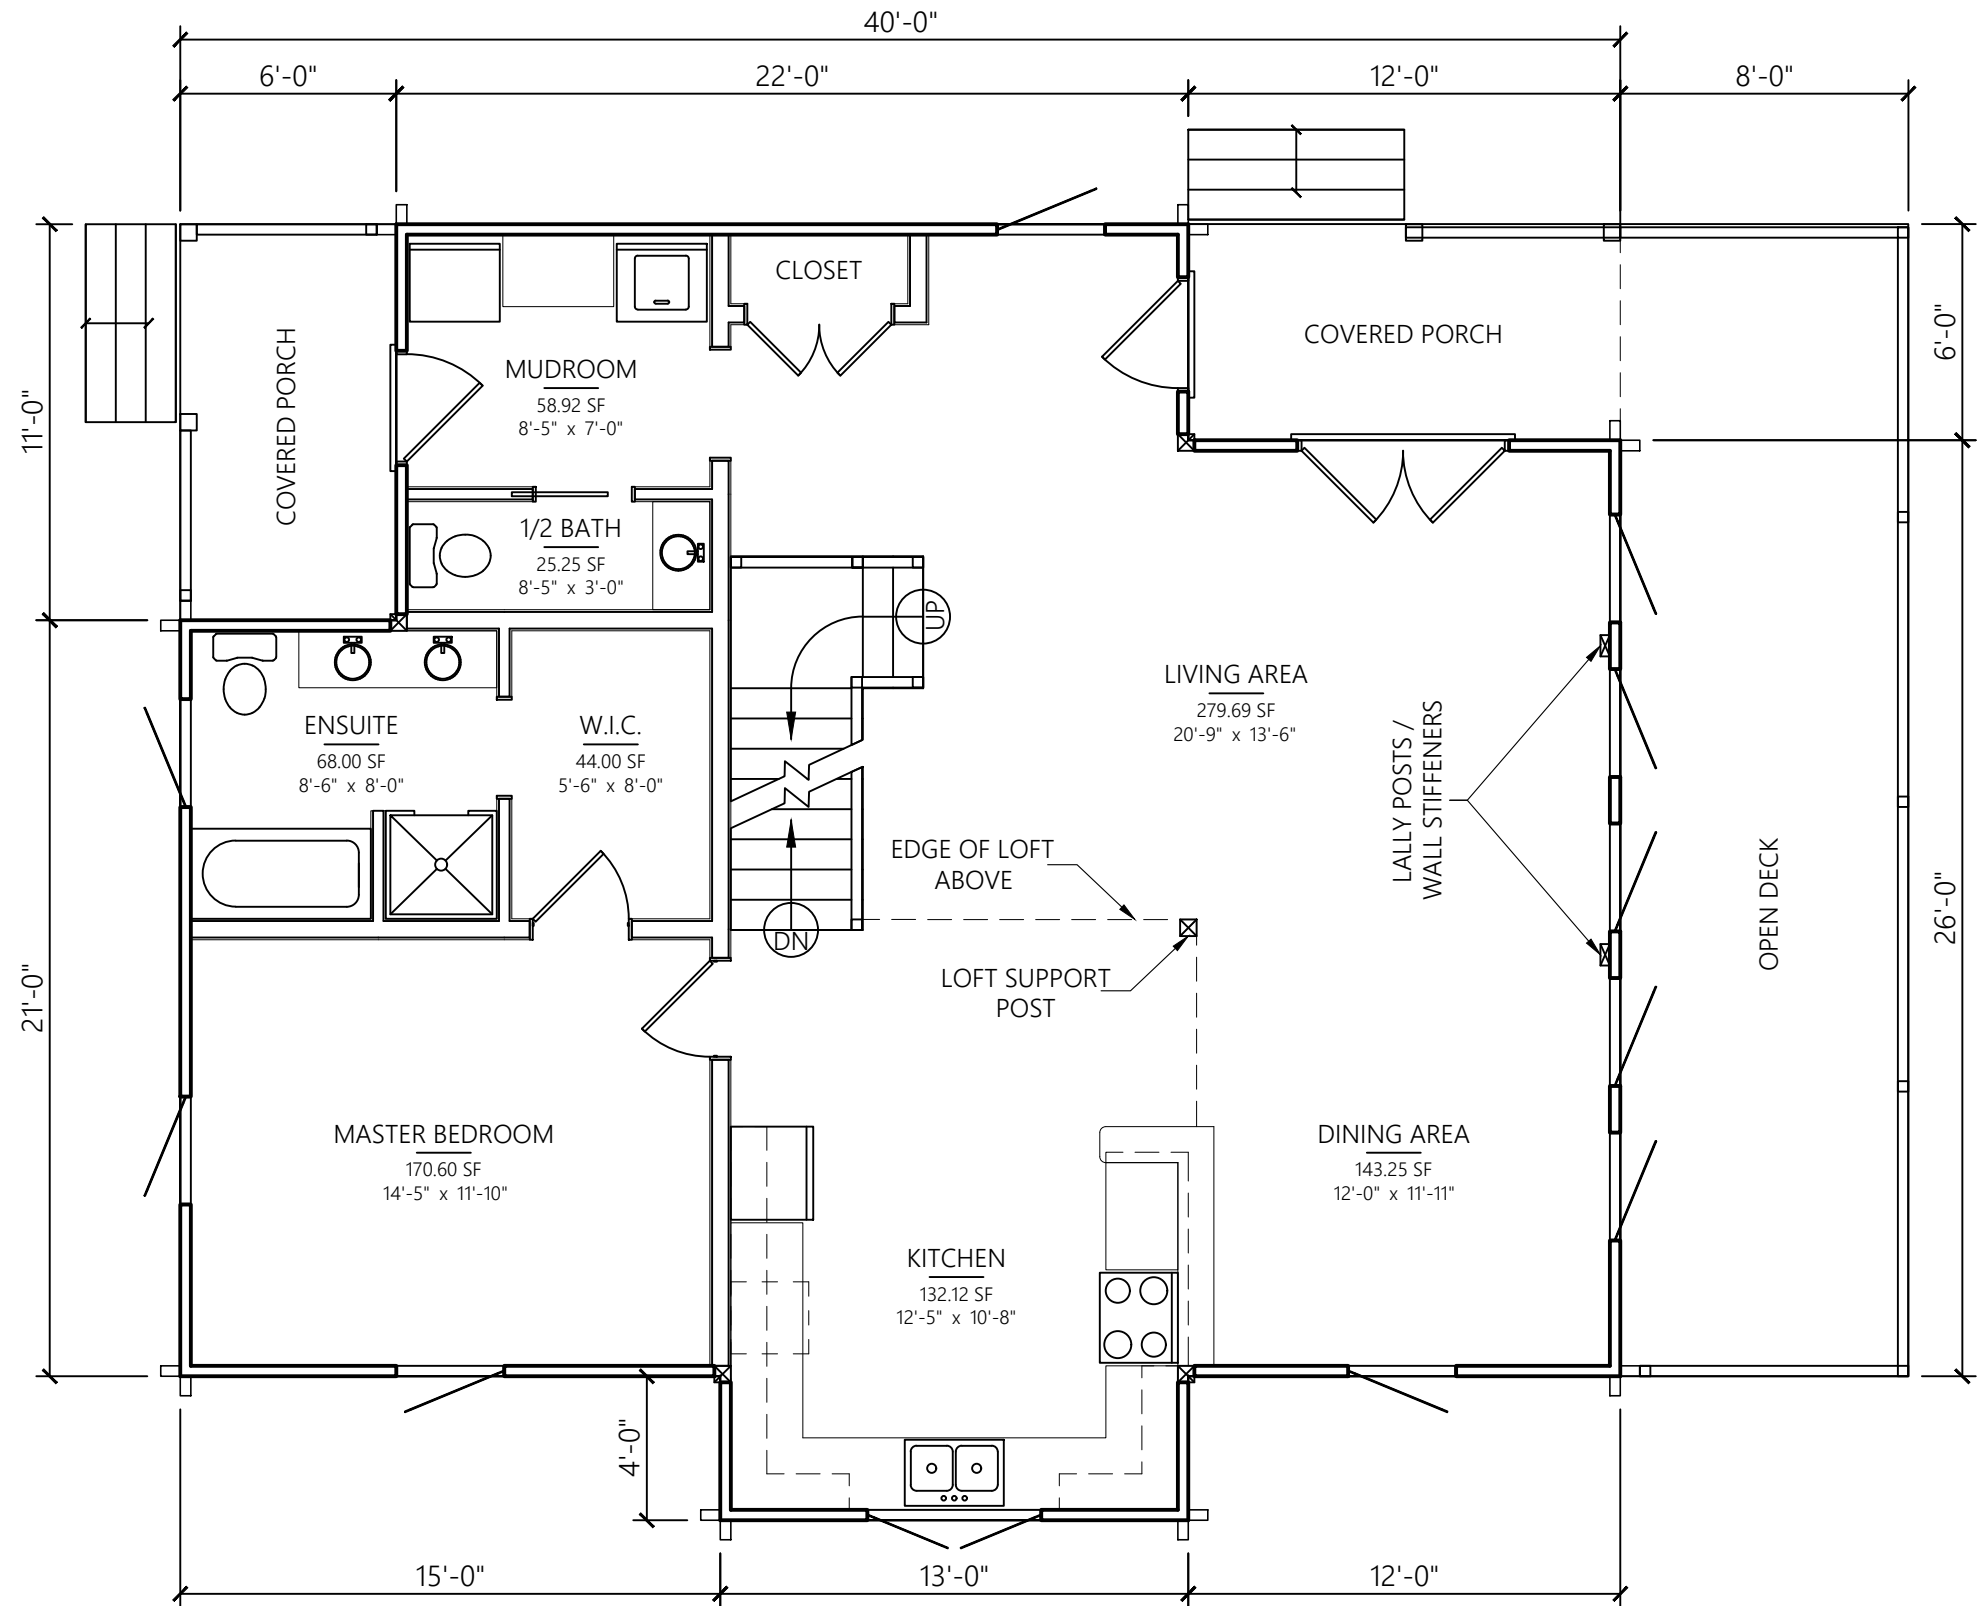 40'-0"
6'-0"
22'-0"
12'-0"
8'-0"
CLOSET
COVERED PORCH
6'-0"
11'-0"
COVERED PORCH
MUDROOM
58.92 SF
8'-5" x 7'-0"
1/2 BATH
25.25 SF
8'-5" x 3'-0"
UP
LIVING AREA
279.69 SF
20'-9" x 13'-6"
ENSUITE
68.00 SF
8'-6" x 8'-0"
W.I.C.
44.00 SF
5'-6" x 8'-0"
LALLY POSTS /
WALL STIFFENERS
EDGE OF LOFT
ABOVE
OPEN DECK
26'-0"
DN
LOFT SUPPORT
POST
21'-0"
MASTER BEDROOM
170.60 SF
14'-5" x 11'-10"
DINING AREA
143.25 SF
12'-0" x 11'-11"
KITCHEN
132.12 SF
12'-5" x 10'-8"
4'-0"
15'-0"
13'-0"
12'-0"